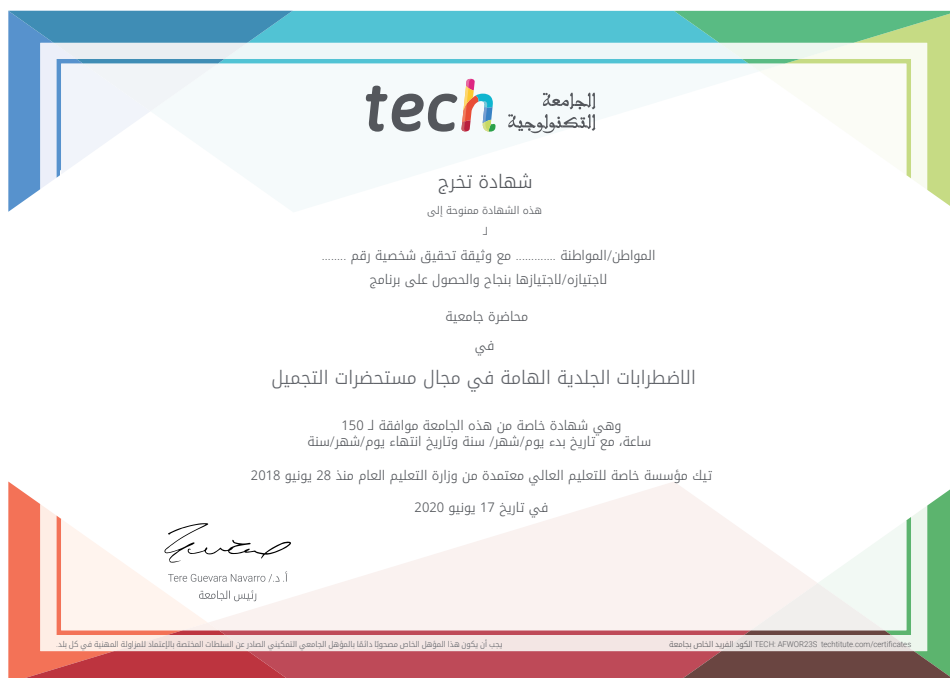 tech الجامعة
التكنولوجية
شهادة تخرج
هذه الشهادة ممنوحة إلى
لـ
المواطن/المواطنة ............. مع وثيقة تحقيق شخصية رقم ........
لاجتيازه/لاجتيازها بنجاح والحصول على برنامج
محاضرة جامعية
في
الاضطرابات الجلدية الهامة في مجال مستحضرات التجميل
وهي شهادة خاصة من هذه الجامعة موافقة لـ 150
ساعة، مع تاريخ بدء يوم/شهر/ سنة وتاريخ انتهاء يوم/شهر/سنة
تيك مؤسسة خاصة للتعليم العالي معتمدة من وزارة التعليم العام منذ 28 يونيو 2018
في تاريخ 17 يونيو 2020
أ. د./ Tere Guevara Navarro
رئيس الجامعة
يجب أن يكون هذا المؤهل الخاص مصحوبًا دائمًا بالمؤهل الجامعي التمكيني الصادر عن السلطات المختصة بالإعتماد للمزاولة المهنية في كل بلد.
الكود الفريد الخاص بجامعة TECH: AFWOR23S techtitute.com/certificates